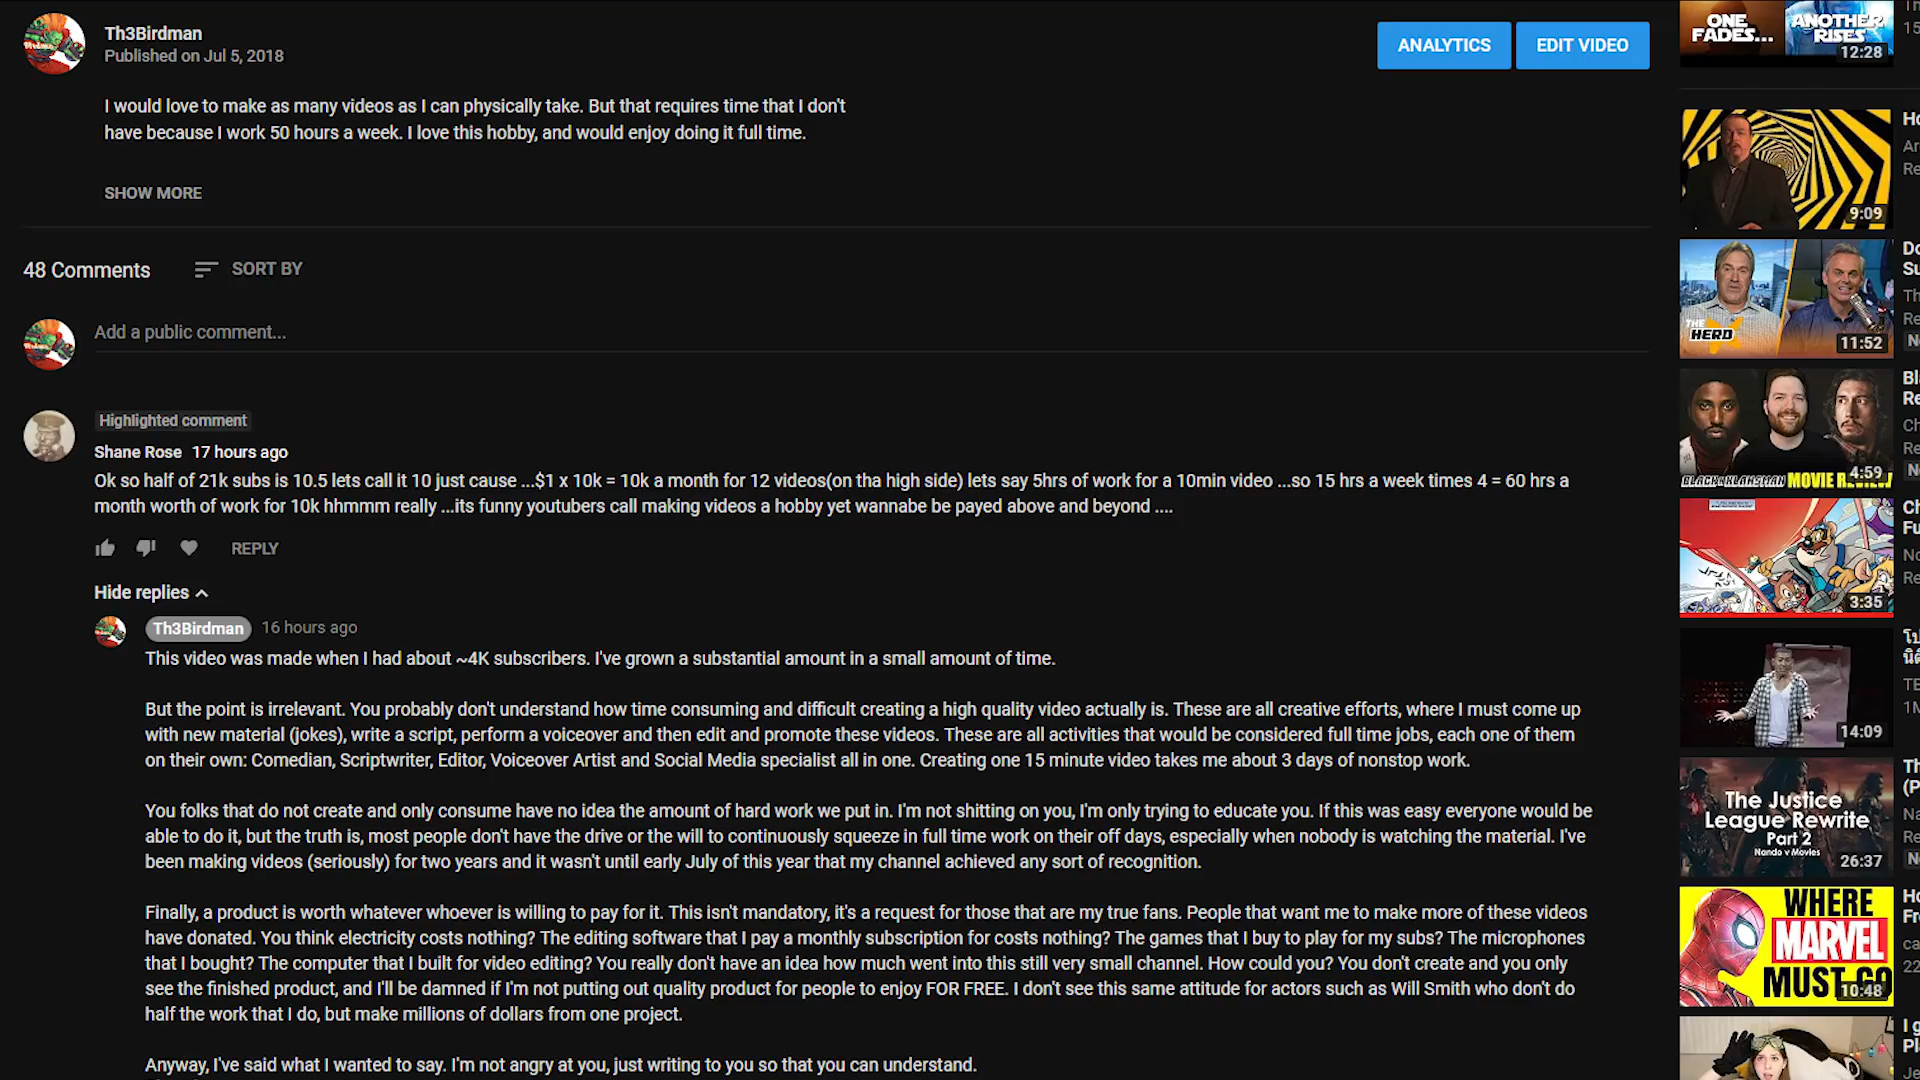 Th3Birdman
Published on Jul 5, 2018
ANALYTICS
EDIT VIDEO
I would love to make as many videos as I can physically take. But that requires time that I don't
have because I work 50 hours a week. I love this hobby, and would enjoy doing it full time.
SHOW MORE
48 Comments
SORT BY
Add a public comment...
Highlighted comment
Shane Rose 17 hours ago
Ok so half of 21k subs is 10.5 lets call it 10 just cause ...$1 x 10k = 10k a month for 12 videos(on tha high side) lets say 5hrs of work for a 10min video ...so 15 hrs a week times 4 = 60 hrs a
month worth of work for 10k hhmmm really ...its funny youtubers call making videos a hobby yet wannabe be payed above and beyond ....
REPLY
Hide replies
Th3Birdman 16 hours ago
This video was made when I had about ~4K subscribers. I've grown a substantial amount in a small amount of time.
But the point is irrelevant. You probably don't understand how time consuming and difficult creating a high quality video actually is. These are all creative efforts, where I must come up
with new material (jokes), write a script, perform a voiceover and then edit and promote these videos. These are all activities that would be considered full time jobs, each one of them
on their own: Comedian, Scriptwriter, Editor, Voiceover Artist and Social Media specialist all in one. Creating one 15 minute video takes me about 3 days of nonstop work.
You folks that do not create and only consume have no idea the amount of hard work we put in. I'm not shitting on you, I'm only trying to educate you. If this was easy everyone would be
able to do it, but the truth is, most people don't have the drive or the will to continuously squeeze in full time work on their off days, especially when nobody is watching the material. I've
been making videos (seriously) for two years and it wasn't until early July of this year that my channel achieved any sort of recognition.
Finally, a product is worth whatever whoever is willing to pay for it. This isn't mandatory, it's a request for those that are my true fans. People that want me to make more of these videos
have donated. You think electricity costs nothing? The editing software that I pay a monthly subscription for costs nothing? The games that I buy to play for my subs? The microphones
that I bought? The computer that I built for video editing? You really don't have an idea how much went into this still very small channel. How could you? You don't create and you only
see the finished product, and I'll be damned if I'm not putting out quality product for people to enjoy FOR FREE. I don't see this same attitude for actors such as Will Smith who don't do
half the work that I do, but make millions of dollars from one project.
Anyway, I've said what I wanted to say. I'm not angry at you, just writing to you so that you can understand.
ONE
FADES...
ANOTHER
RISES
12:28
9:09
THE
HERD
11:52
BLACKKKLANSMAN MOVIE REVIEW
4:59
3:35
14:09
The Justice
League Rewrite
Part 2
Nando v Movies
26:37
WHERE
MARVEL
MUST GO
10:48